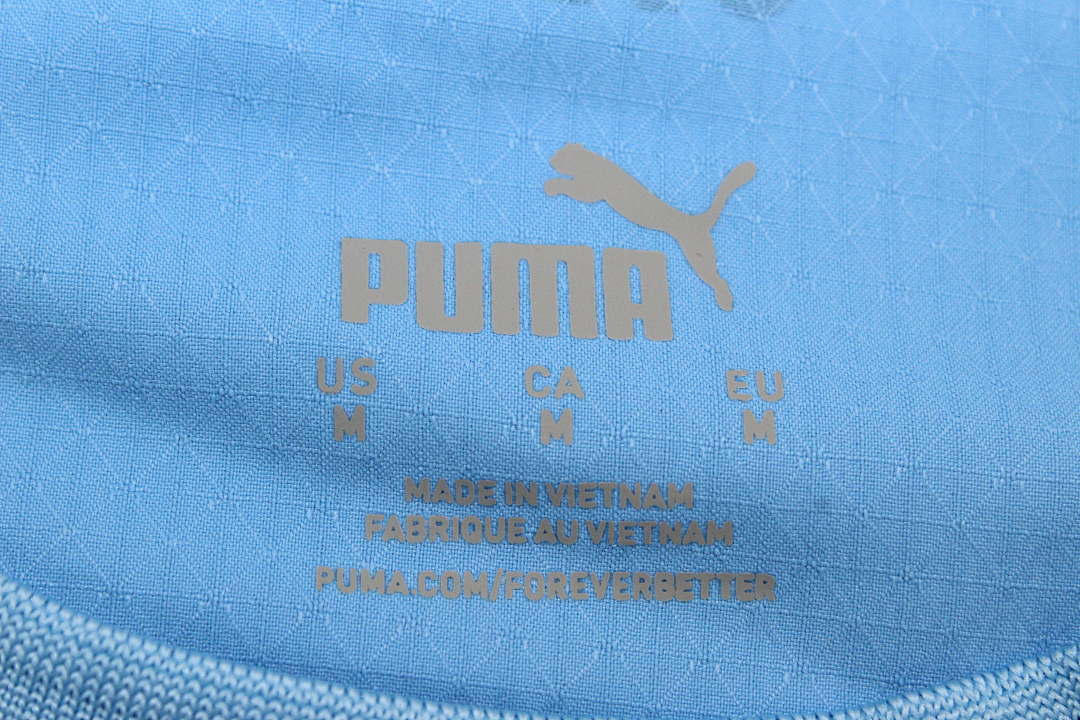 PUMA
US CA EU
M M M
MADE IN VIETNAM
FABRIQUE AU VIETNAM
PUMA.COM/FOREVERBETTER